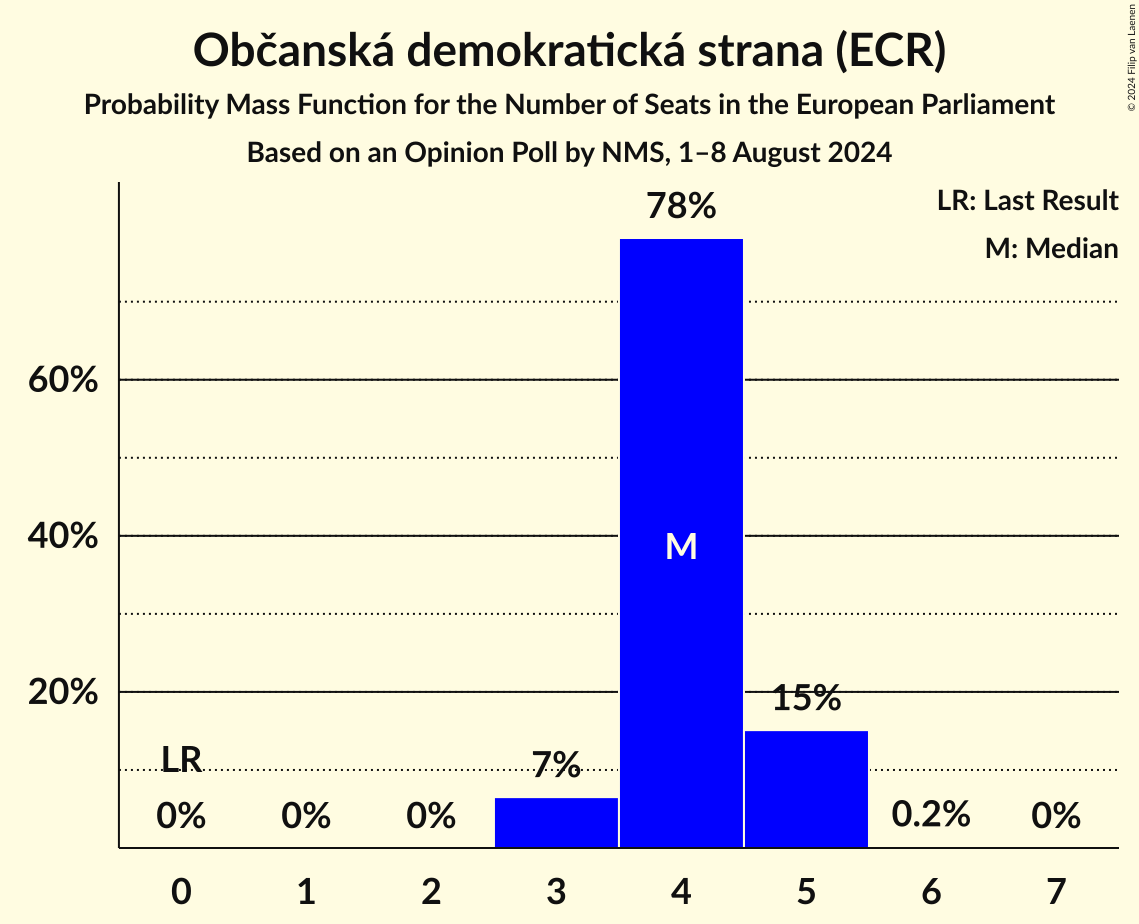 Občanská demokratická strana (ECR)
Probability Mass Function for the Number of Seats in the European Parliament
Based on an Opinion Poll by NMS, 1–8 August 2024
© 2024 Filip van Laenen
LR: Last Result
M: Median
78%
60%
40%
M
20%
15%
LR
7%
0%
0%
0%
0.2%
0%
0
1
2
3
4
5
6
7